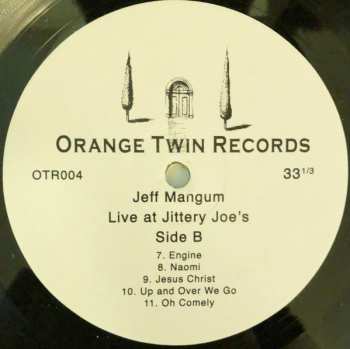 ORANGE TWIN RECORDS
OTR004 33 1/3
Jeff Mangum
Live at Jittery Joe's
Side B
7. Engine
8. Naomi
9. Jesus Christ
10. Up and Over We Go
11. Oh Comely